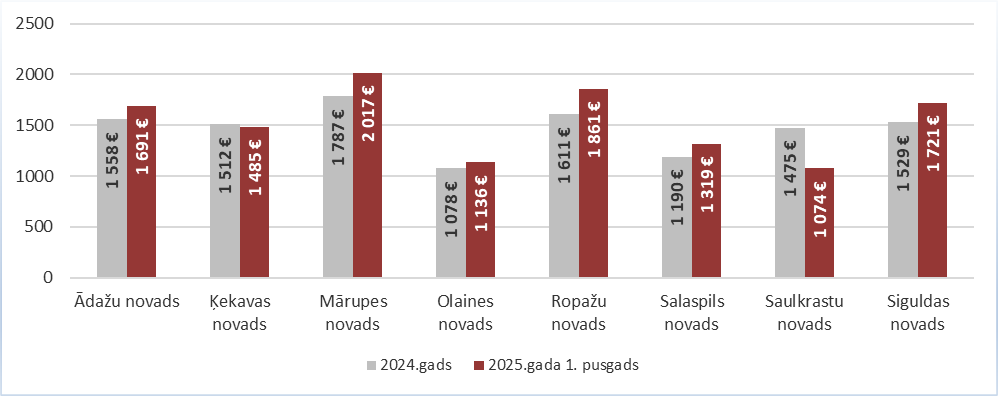 2500
2000
1500
1000
500
0
1 558 €
1 691 €
1 512 €
1 485 €
1 787 €
2 017 €
1 078 €
1 136 €
1 611 €
1 861 €
1 190 €
1 319 €
1 475 €
1 074 €
1 529 €
1 721 €
Ādažu novads
Ķekavas
novads
Mārupes
novads
Olaines
novads
Ropažu
novads
Salaspils
novads
Saulkrastu
novads
Siguldas
novads
2024.gads
2025.gada 1. pusgads